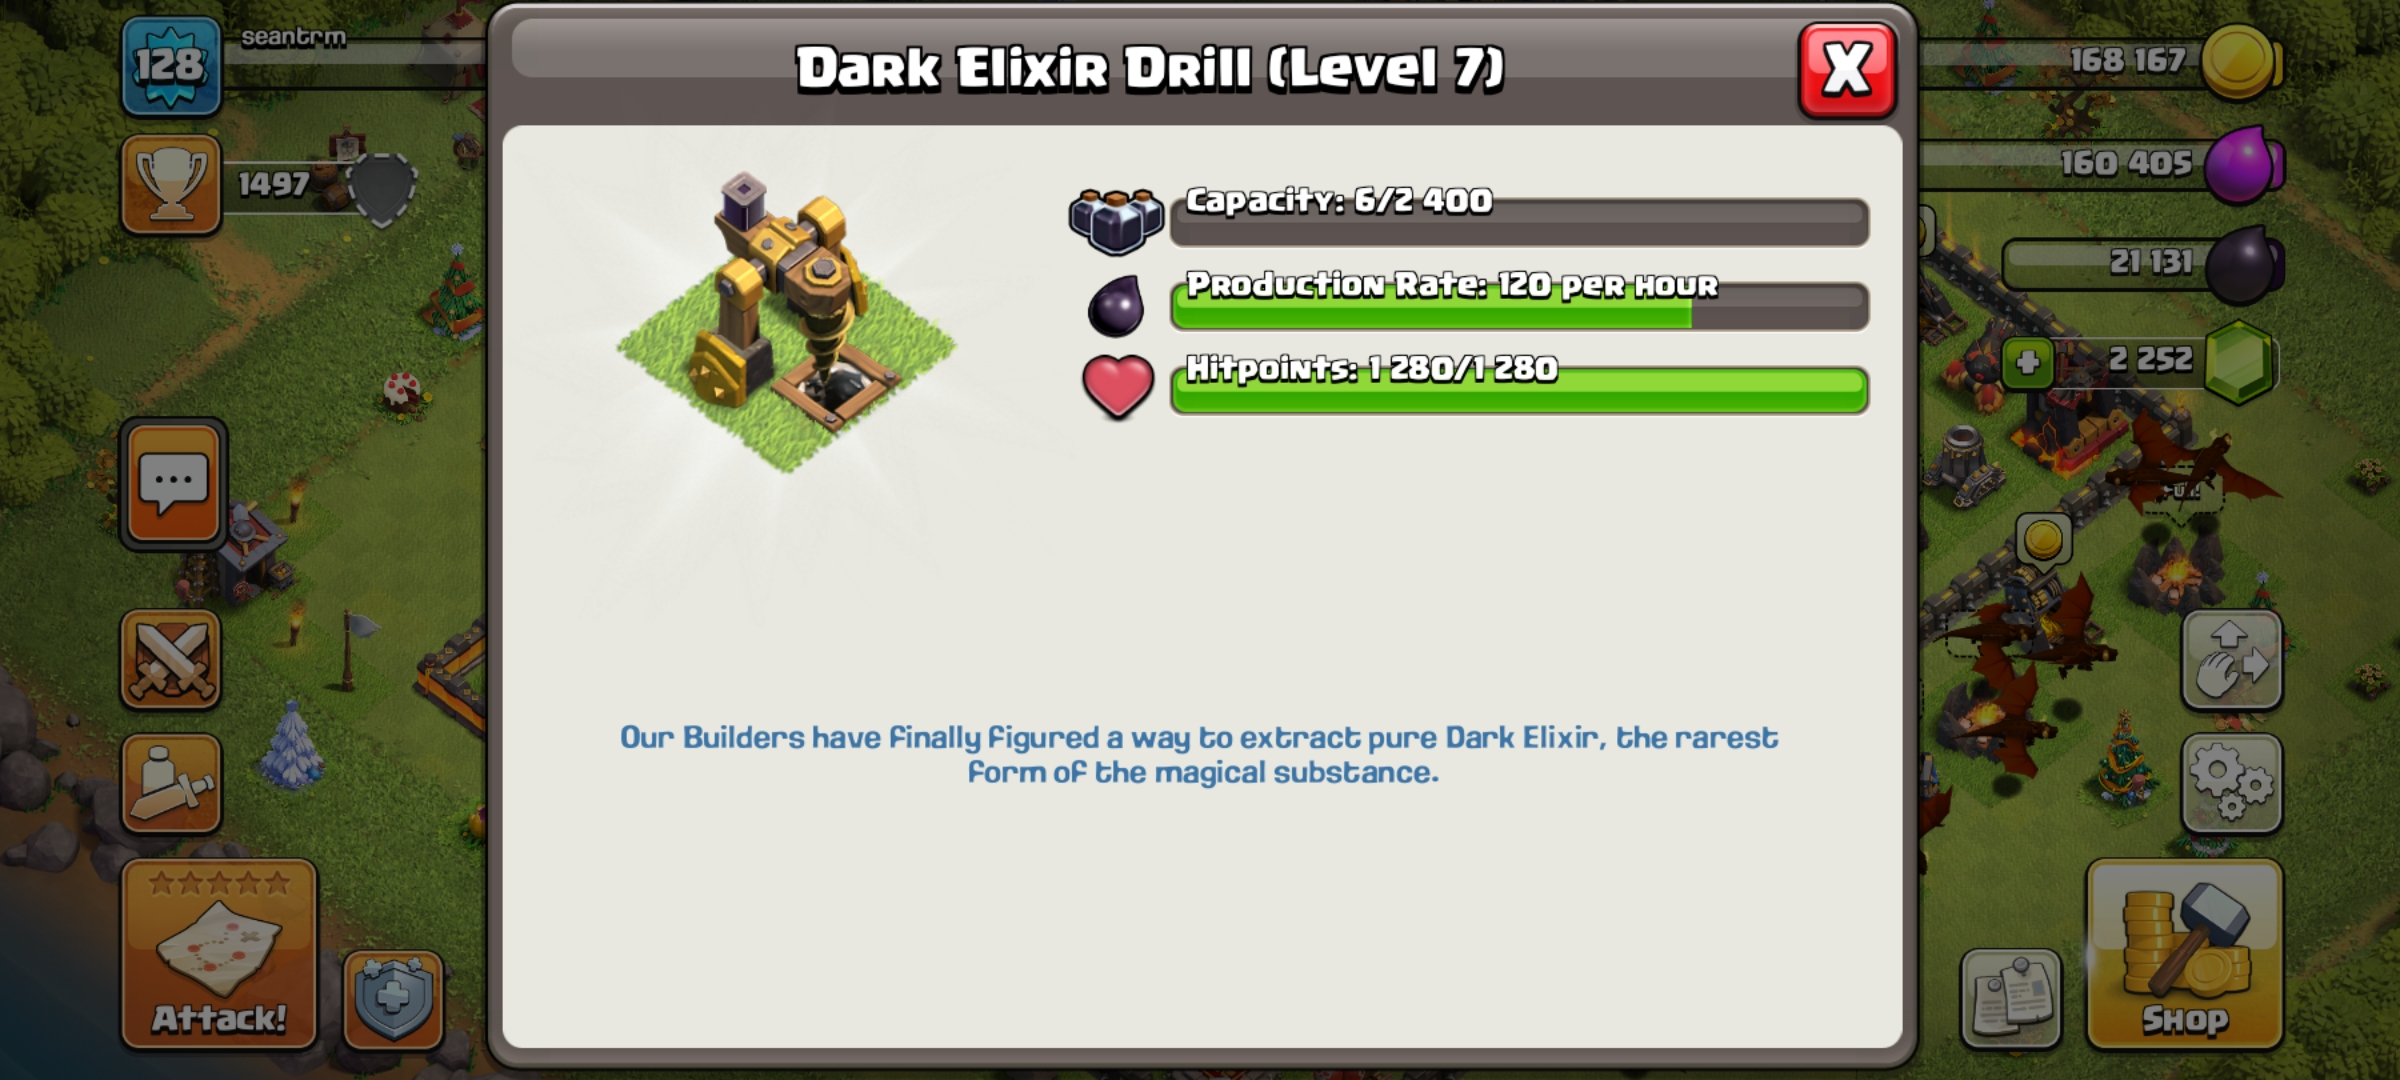 128
seantrm
Dark Elixir Drill (Level 7)
X
168 167
1497
Capacity: 6/2 400
160 405
Production Rate: 120 per hour
21 131
Hitpoints: 1 280/1 280
2 252
Full!
Our Builders have finally figured a way to extract pure Dark Elixir, the rarest
form of the magical substance.
Attack!
Shop